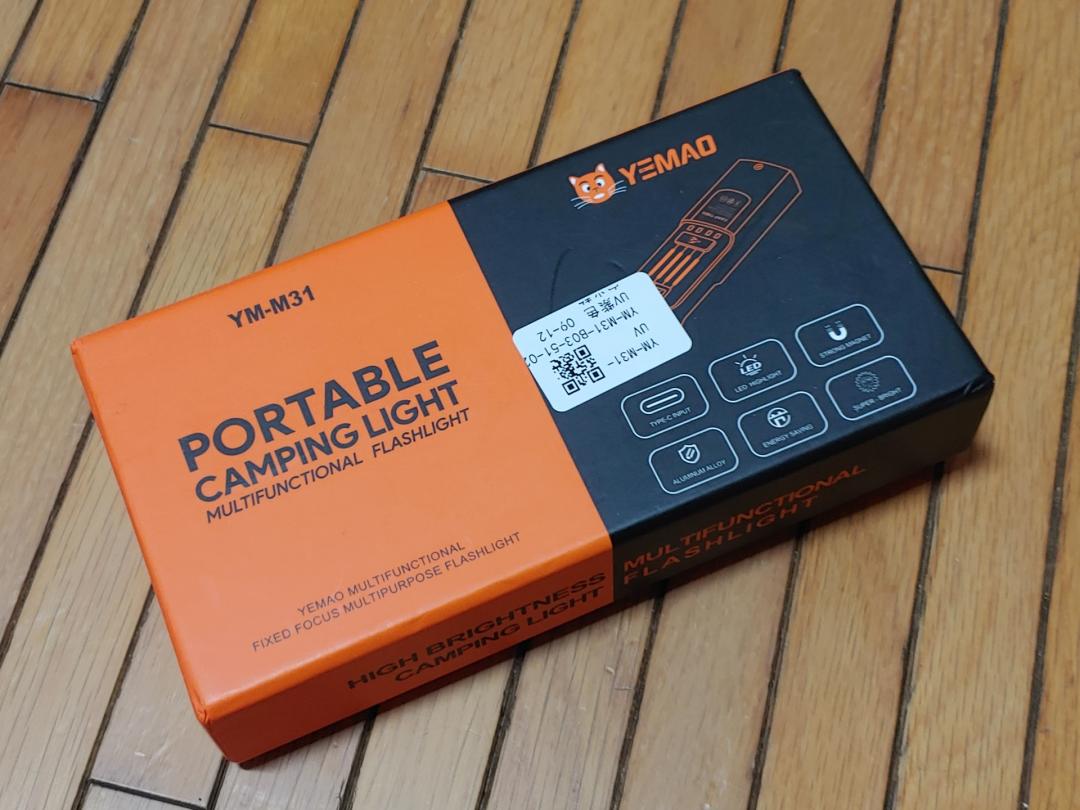 YM-M31
PORTABLE
CAMPING LIGHT
MULTIFUNCTIONAL FLASHLIGHT
YEMAO MULTIFUNCTIONAL
FIXED FOCUS MULTIPURPOSE FLASHLIGHT
HIGH BRIGHTNESS
CAMPING LIGHT
YEMAO
YM-M31-
UV
YM-M31-B03-51-02
09-12
UV紫色
TYPE-C INPUT
LED
LED HIGHLIGHT
STRONG MAGNET
ALUMINUM ALLOY
ENERGY SAVING
SUPER - BRIGHT
MULTIFUNCTIONAL
FLASHLIGHT